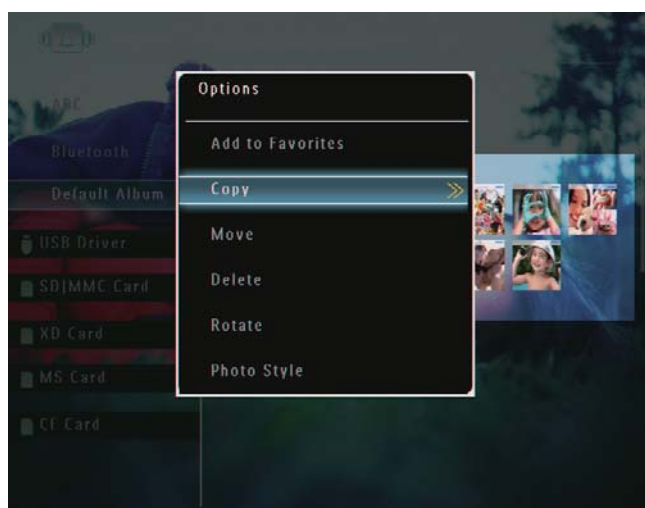 Options
Add to Favorites
Copy
Move
Delete
Rotate
Photo Style
ABC
Bluetooth
Default Album
USB Driver
SD|MMC Card
XD Card
MS Card
CF Card